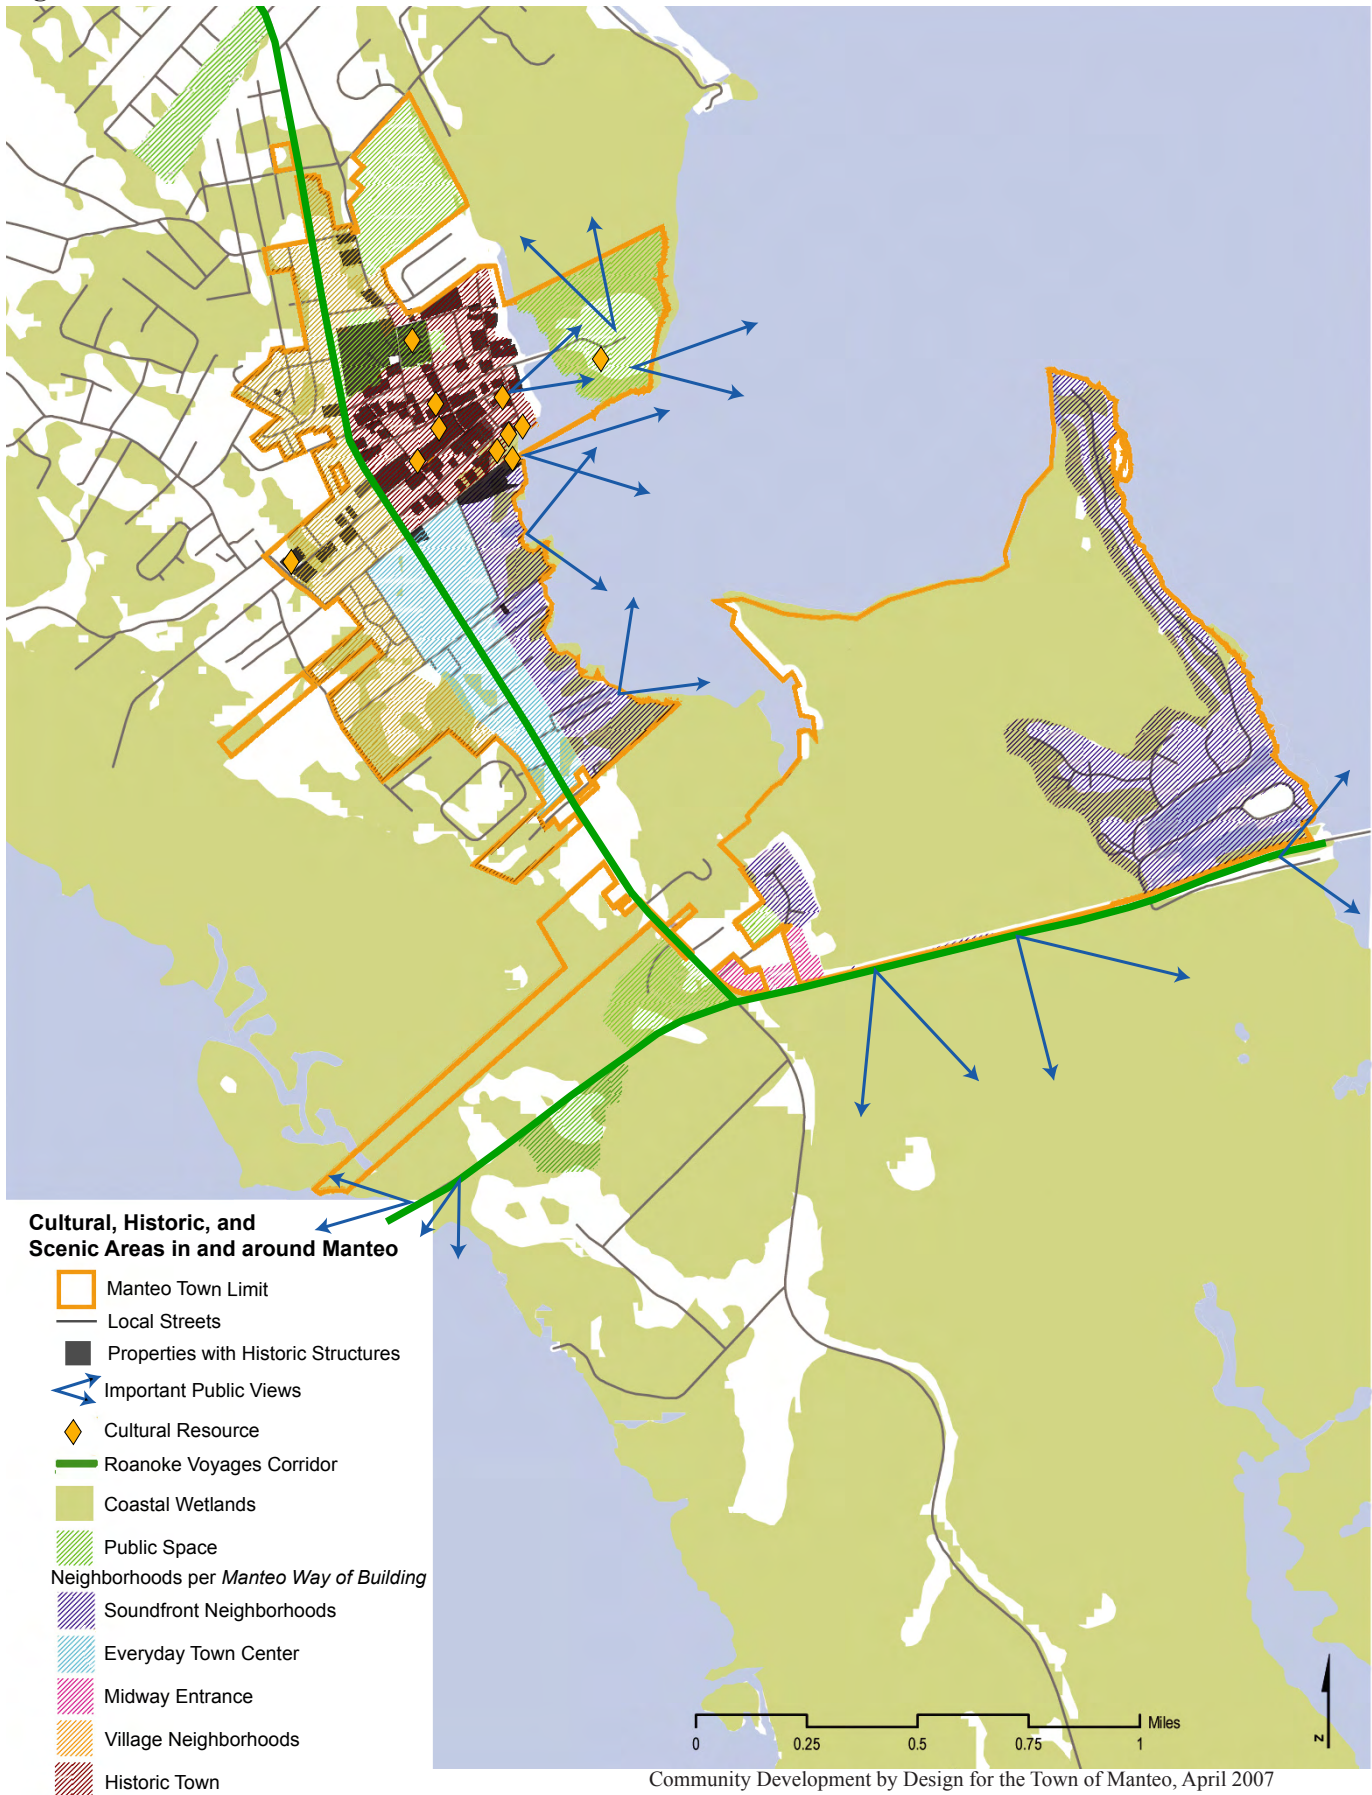 Cultural, Historic, and
Scenic Areas in and around Manteo
Manteo Town Limit
Local Streets
Properties with Historic Structures
Important Public Views
Cultural Resource
Roanoke Voyages Corridor
Coastal Wetlands
Public Space
Neighborhoods per Manteo Way of Building
Soundfront Neighborhoods
Everyday Town Center
Midway Entrance
Village Neighborhoods
Historic Town
Miles
0 0.25 0.5 0.75 1
N
Community Development by Design for the Town of Manteo, April 2007